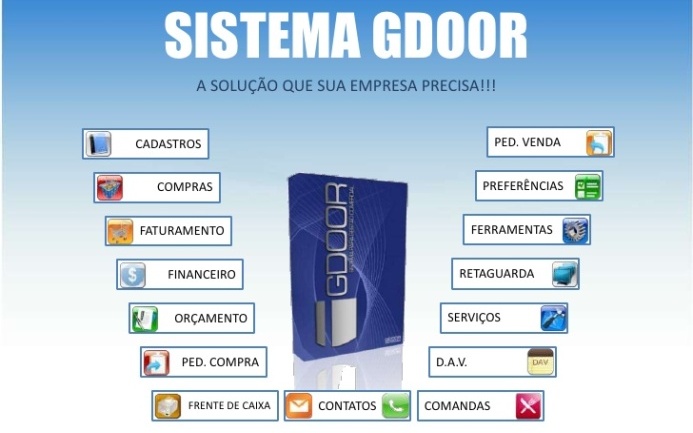 SISTEMA GDOOR
A SOLUÇÃO QUE SUA EMPRESA PRECISA!!!
CADASTROS
PED. VENDA
COMPRAS
PREFERÊNCIAS
FATURAMENTO
FERRAMENTAS
FINANCEIRO
RETAGUARDA
ORÇAMENTO
SERVIÇOS
PED. COMPRA
D.A.V.
DAV
FRENTE DE CAIXA
CONTATOS
COMANDAS
GDOOR